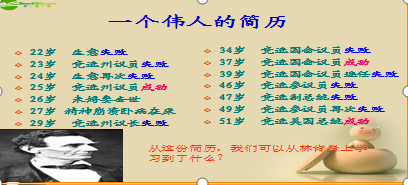 一个伟人的简历
22岁 生意失败
23岁 竞选州议员失败
24岁 生意再次失败
25岁 竞选州议员成功
26岁 未婚妻去世
27岁 精神崩溃卧病在床
29岁 竞选州议长失败
34岁 竞选国会议员失败
37岁 竞选国会议员成功
39岁 竞选国会议员连任失败
46岁 竞选参议员失败
47岁 竞选副总统失败
49岁 竞选参议员再次失败
51岁 竞选美国总统成功
从这份简历，我们可以从林肯身上学
习到了什么？